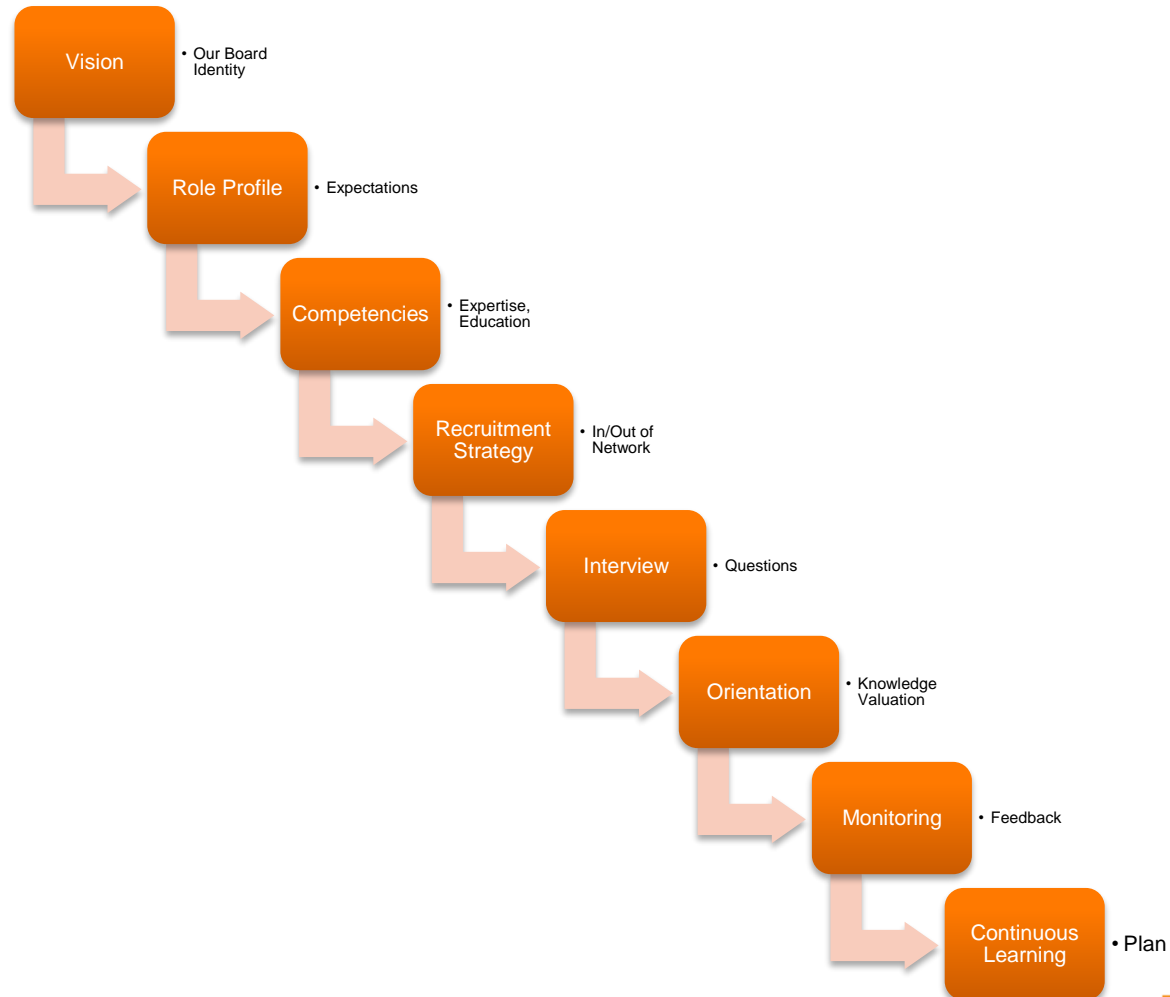 Vision
• Our Board
Identity
Role Profile
• Expectations
Competencies
• Expertise,
Education
Recruitment
Strategy
• In/Out of
Network
Interview
• Questions
Orientation
• Knowledge
Valuation
Monitoring
• Feedback
Continuous
Learning
• Plan